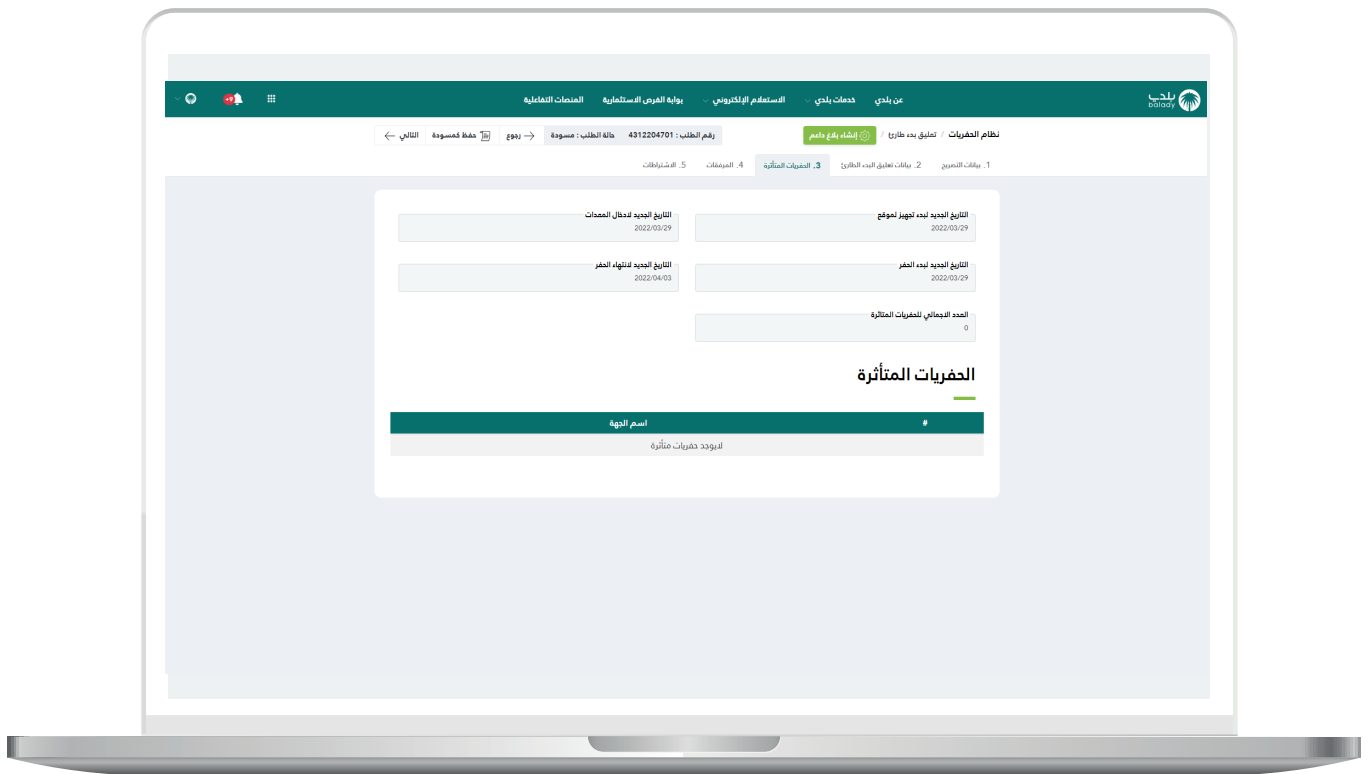 بلدي
balady
عن بلدي
خدمات بلدي
الاستعلام الإلكتروني
بوابة الفرص الاستثمارية
المنصات التفاعلية
+9
نظام الحفريات / تعليق بدء طارئ /
إنشاء بلاغ داعم
رقم الطلب : 4312204701
حالة الطلب : مسودة
رجوع
حفظ كمسودة
التالي
1. بيانات التصريح
2. بيانات تعليق البدء الطارئ
3. الحفريات المتأثرة
4. المرفقات
5. الاشتراطات
التاريخ الجديد لبدء تجهيز لموقع
2022/03/29
التاريخ الجديد لادخال المعدات
2022/03/29
التاريخ الجديد لبدء الحفر
2022/03/29
التاريخ الجديد لانتهاء الحفر
2022/04/03
العدد الاجمالي للحفريات المتاثرة
0
الحفريات المتأثرة
# اسم الجهة
لايوجد حفريات متأثرة